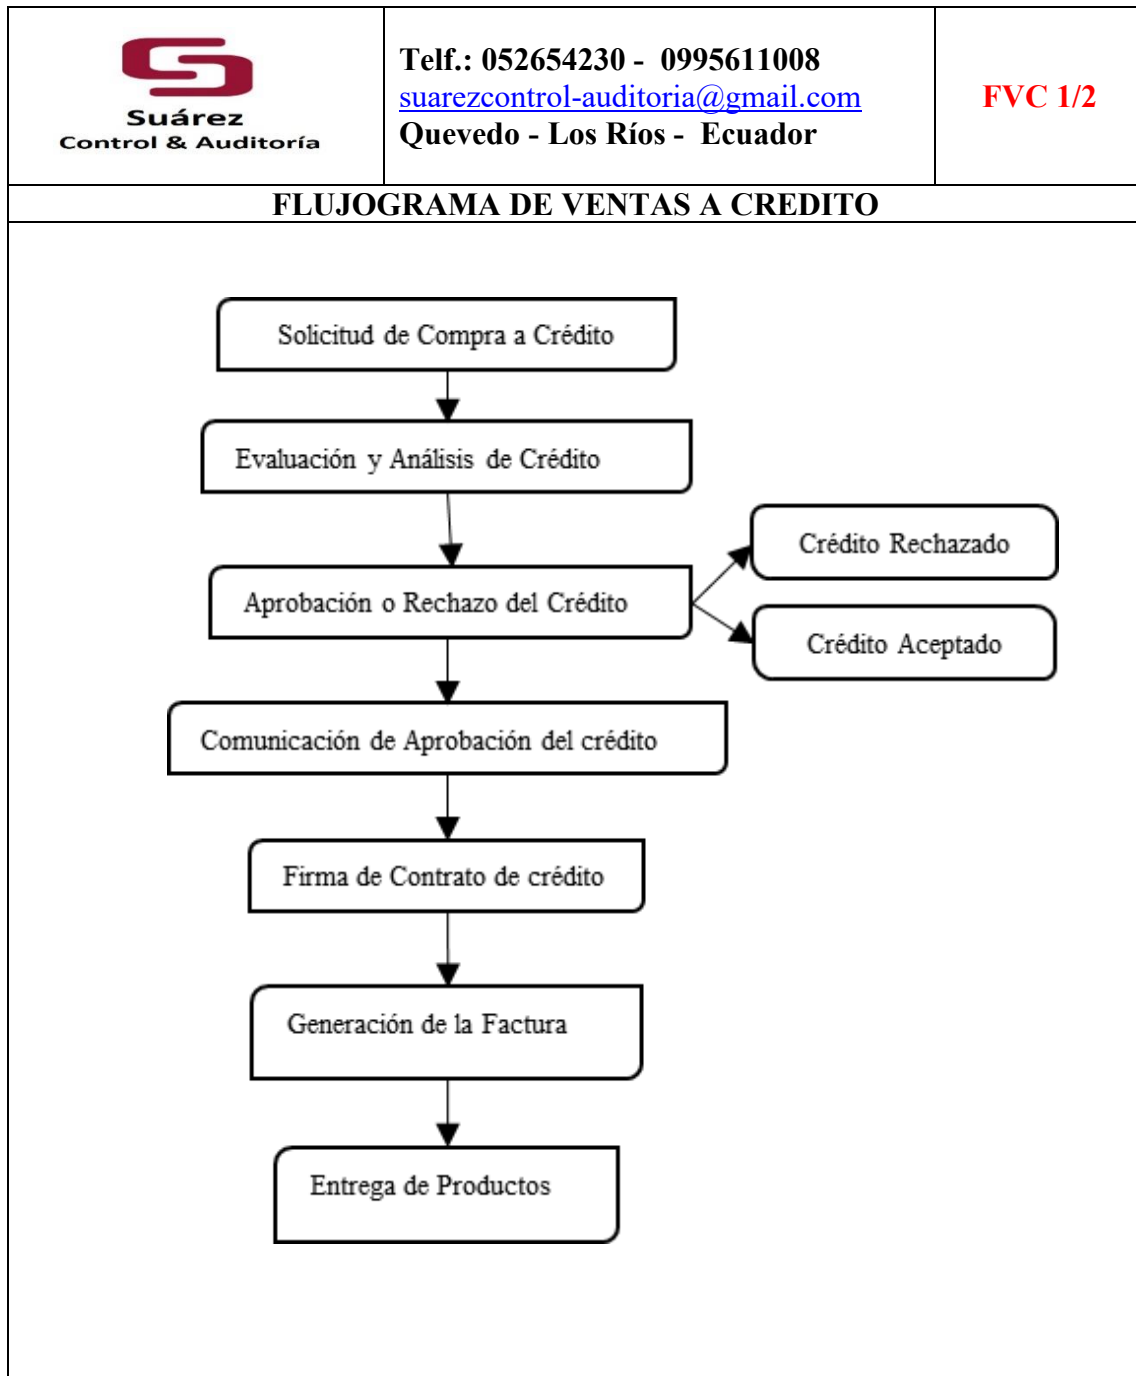 Suárez
Control & Auditoría
Telf.: 052654230 - 0995611008
suarezcontrol-auditoria@gmail.com
Quevedo - Los Ríos - Ecuador
FVC 1/2
FLUJOGRAMA DE VENTAS A CREDITO
Solicitud de Compra a Crédito
Evaluación y Análisis de Crédito
Crédito Rechazado
Aprobación o Rechazo del Crédito
Crédito Aceptado
Comunicación de Aprobación del crédito
Firma de Contrato de crédito
Generación de la Factura
Entrega de Productos